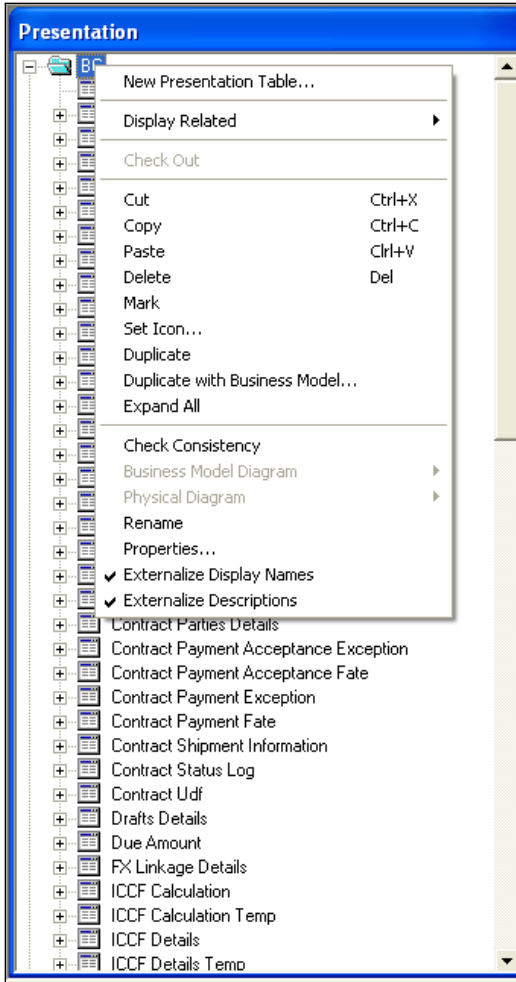 Presentation
BC
New Presentation Table...
Display Related
Check Out
Cut Ctrl+X
Copy Ctrl+C
Paste Clrl+V
Delete Del
Mark
Set Icon...
Duplicate
Duplicate with Business Model...
Expand All
Check Consistency
Business Model Diagram
Physical Diagram
Rename
Properties...
Externalize Display Names
Externalize Descriptions
Contract Parties Details
Contract Payment Acceptance Exception
Contract Payment Acceptance Fate
Contract Payment Exception
Contract Payment Fate
Contract Shipment Information
Contract Status Log
Contract Udf
Drafts Details
Due Amount
FX Linkage Details
ICCF Calculation
ICCF Calculation Temp
ICCF Details
ICCF Details Temp